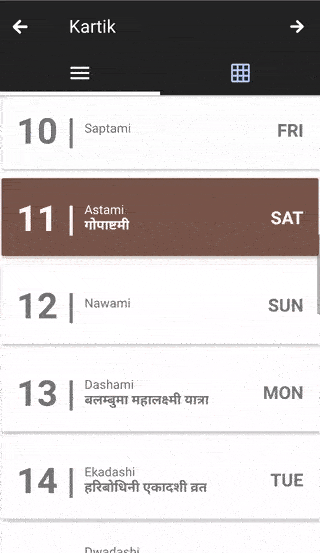 Kartik
10
Saptami
FRI
11
Astami
गोपाष्टमी
SAT
12
Nawami
SUN
13
Dashami
बलम्बुमा महालक्ष्मी यात्रा
MON
14
Ekadashi
हरिबोधिनी एकादशी व्रत
TUE
Dwadashi